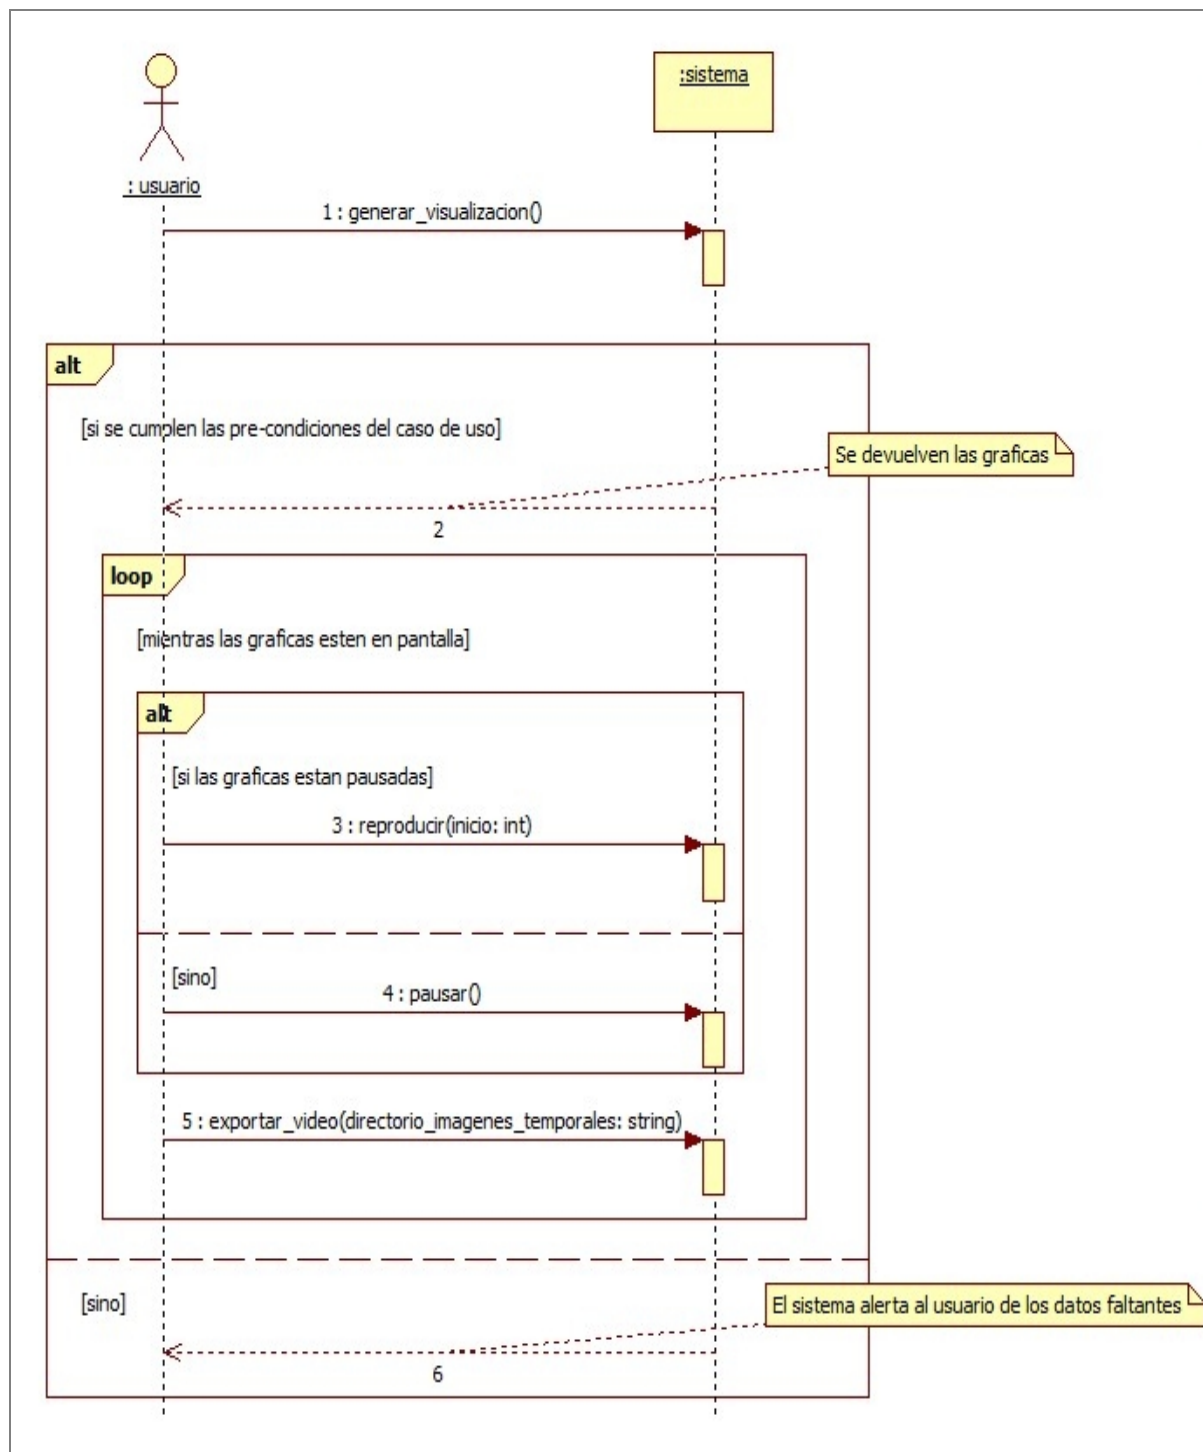 :sistema
: usuario
1 : generar_visualizacion()
alt
[si se cumplen las pre-condiciones del caso de uso]
Se devuelven las graficas
2
loop
[mientras las graficas esten en pantalla]
alt
[si las graficas estan pausadas]
3 : reproducir(inicio: int)
[sino]
4 : pausar()
5 : exportar_video(directorio_imagenes_temporales: string)
[sino]
El sistema alerta al usuario de los datos faltantes
6